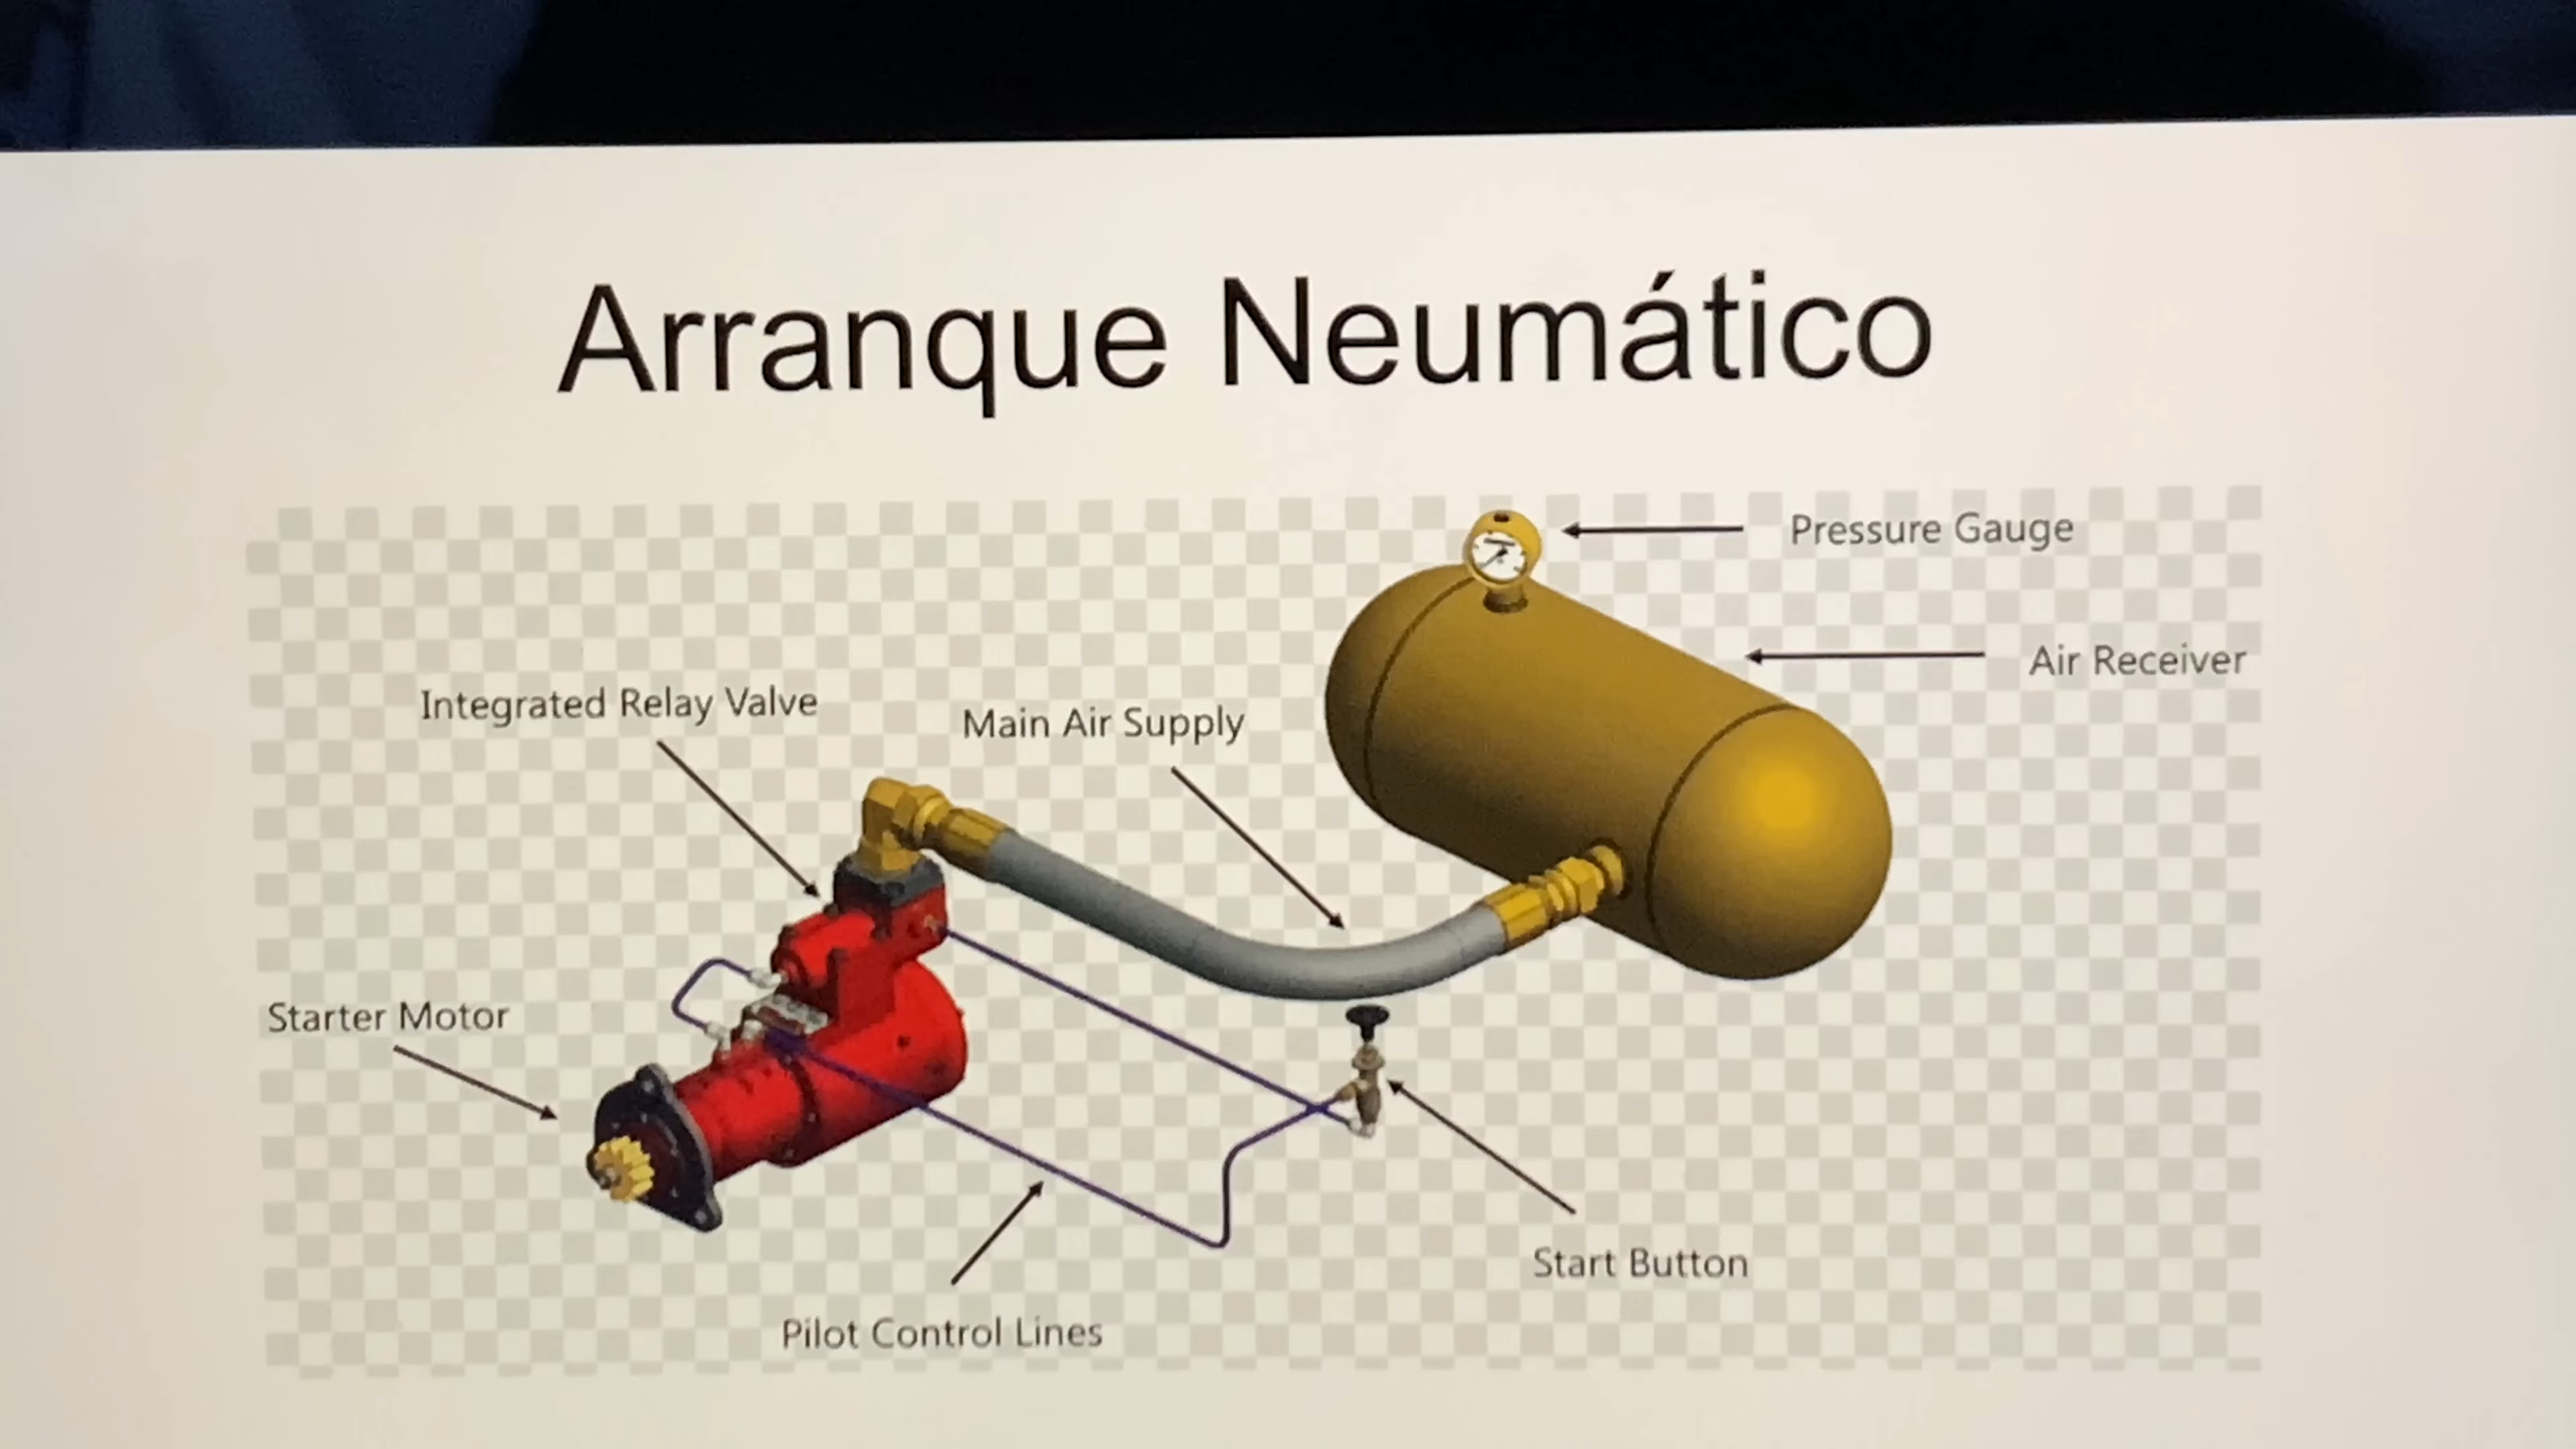 Arranque Neumático
Pressure Gauge
Air Receiver
Integrated Relay Valve
Main Air Supply
Starter Motor
Start Button
Pilot Control Lines